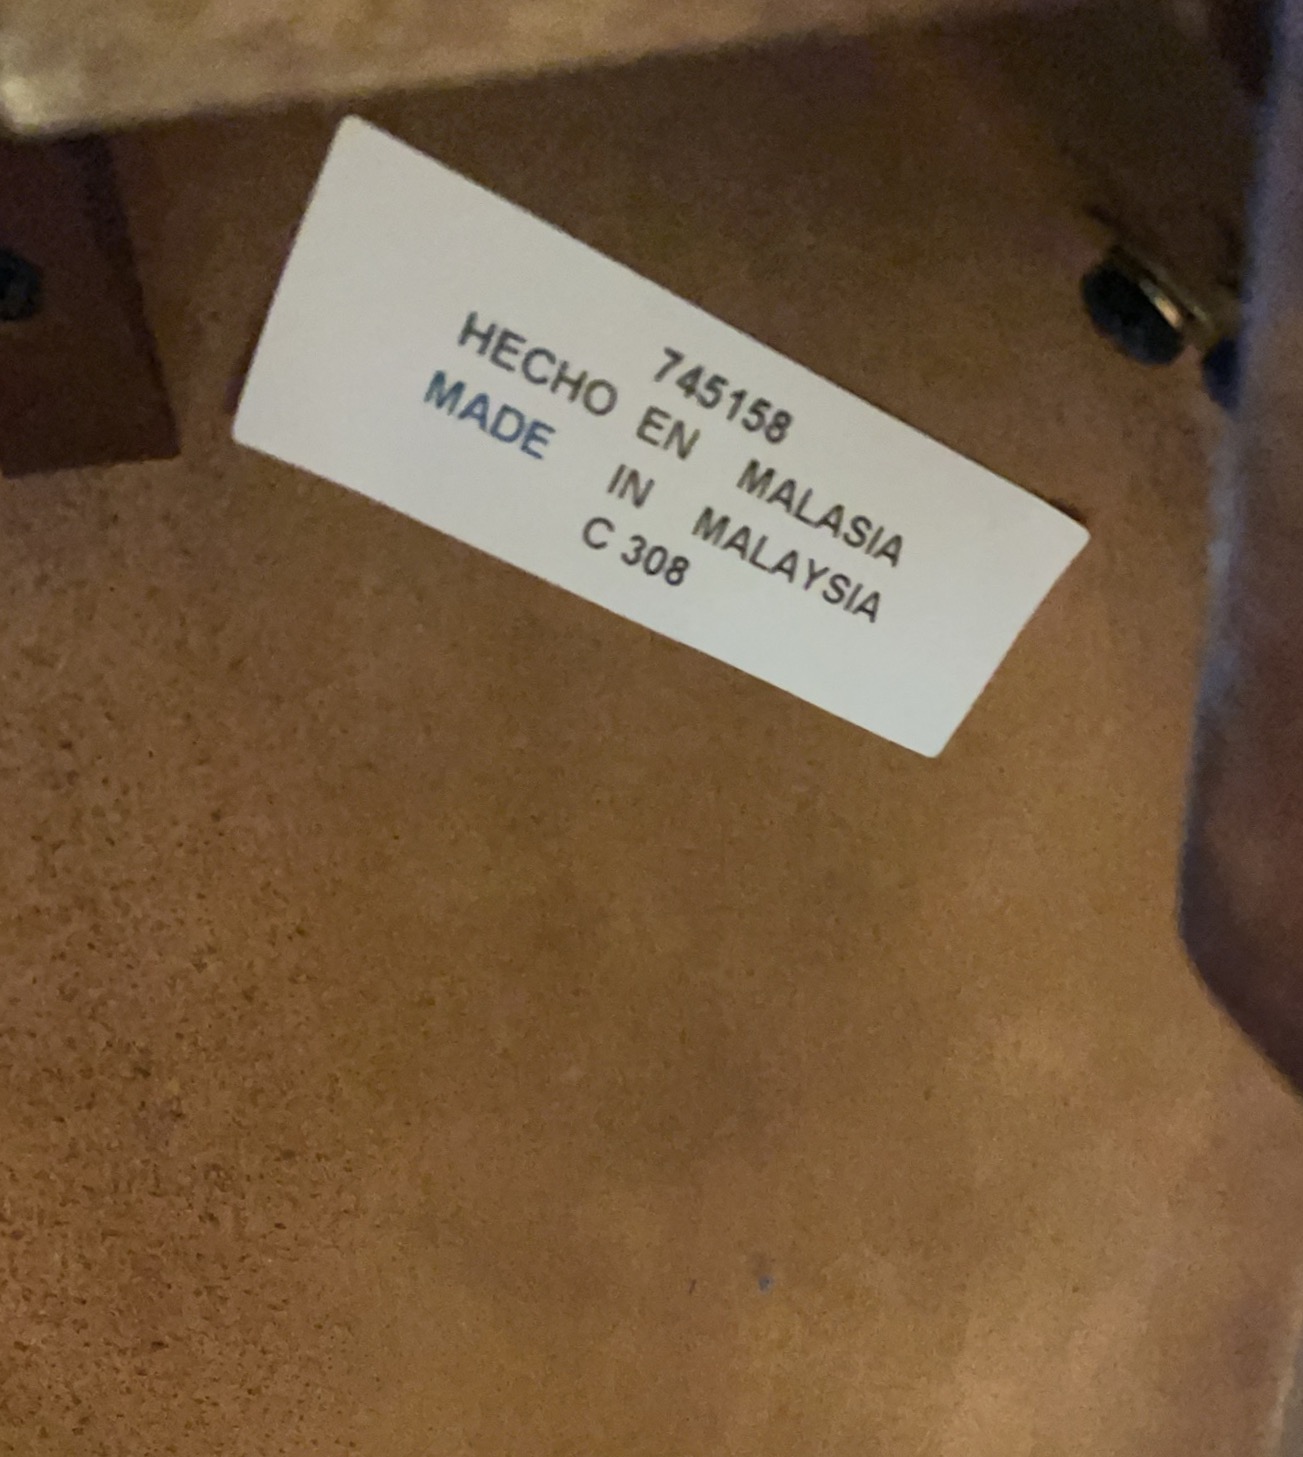 745158
HECHO EN MALASIA
MADE IN MALAYSIA
C 308